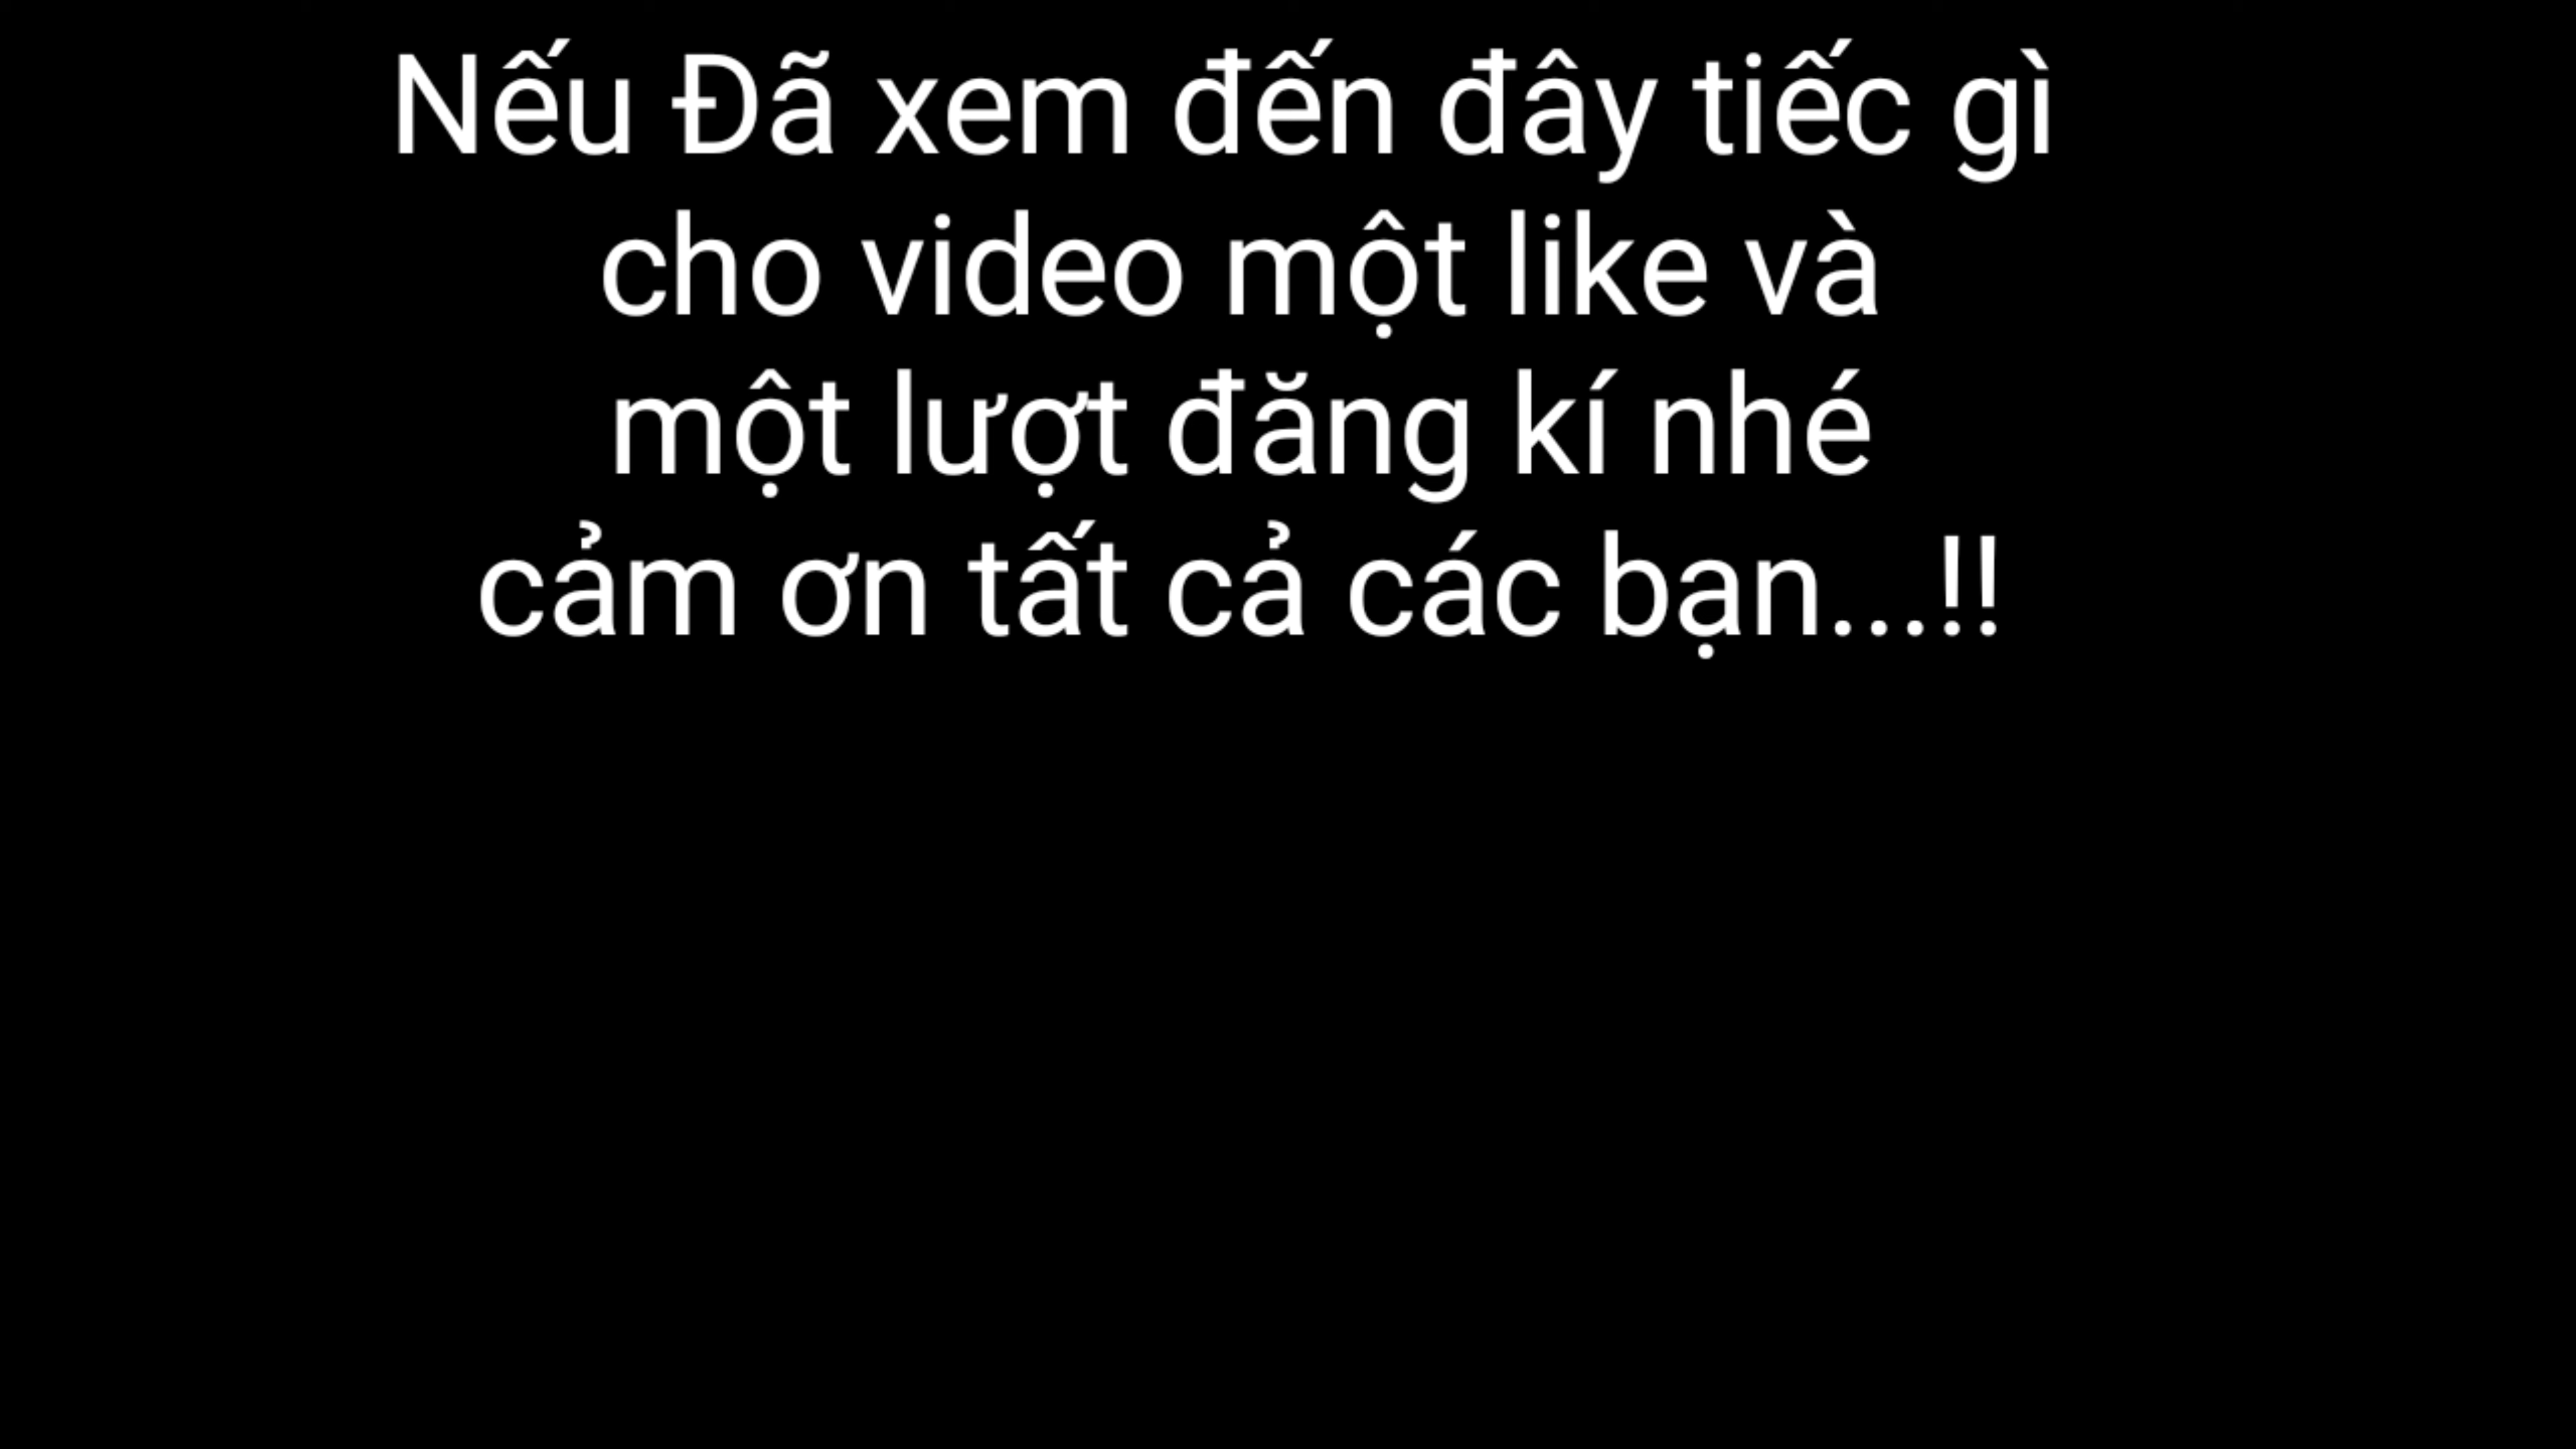 Nếu Đã xem đến đây tiếc gì
cho video một like và
một lượt đăng kí nhé
cảm ơn tất cả các bạn...!!